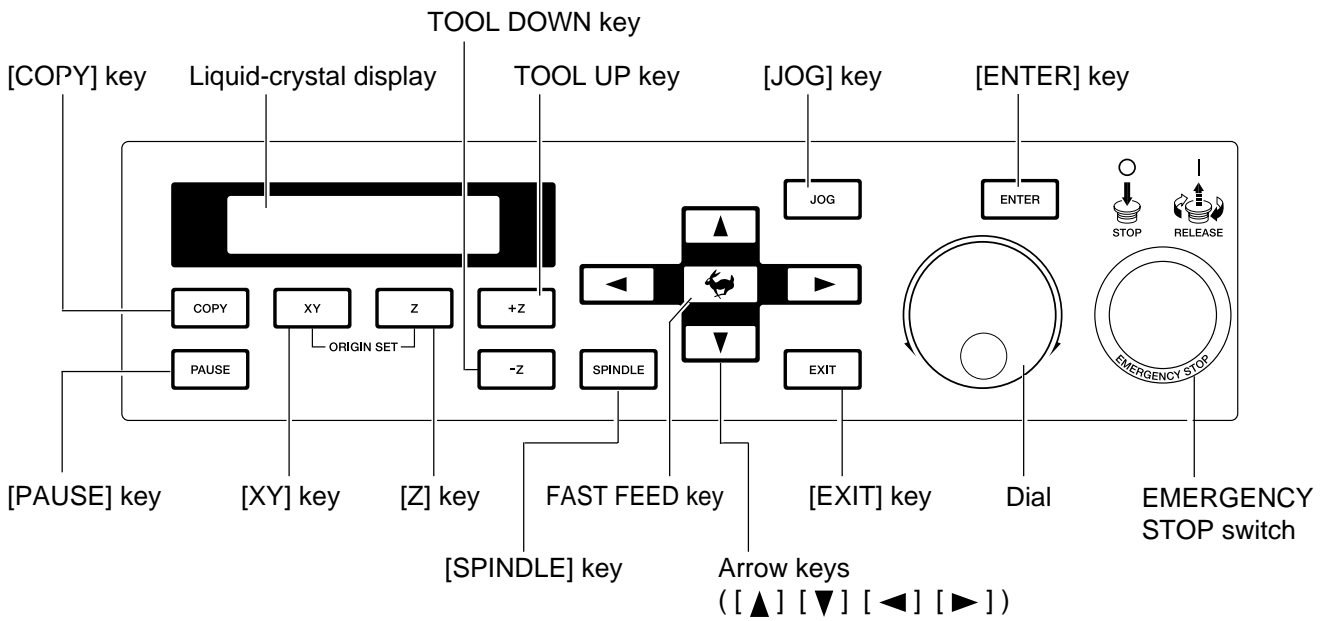 TOOL DOWN key
[COPY] key
Liquid-crystal display
TOOL UP key
[JOG] key
[ENTER] key
JOG
ENTER
STOP
RELEASE
COPY
XY
Z
+Z
ORIGIN SET
PAUSE
-Z
SPINDLE
EXIT
EMERGENCY STOP
[PAUSE] key
[XY] key
[Z] key
FAST FEED key
[EXIT] key
Dial
EMERGENCY
STOP switch
[SPINDLE] key
Arrow keys
([▲] [▼] [◄] [►])